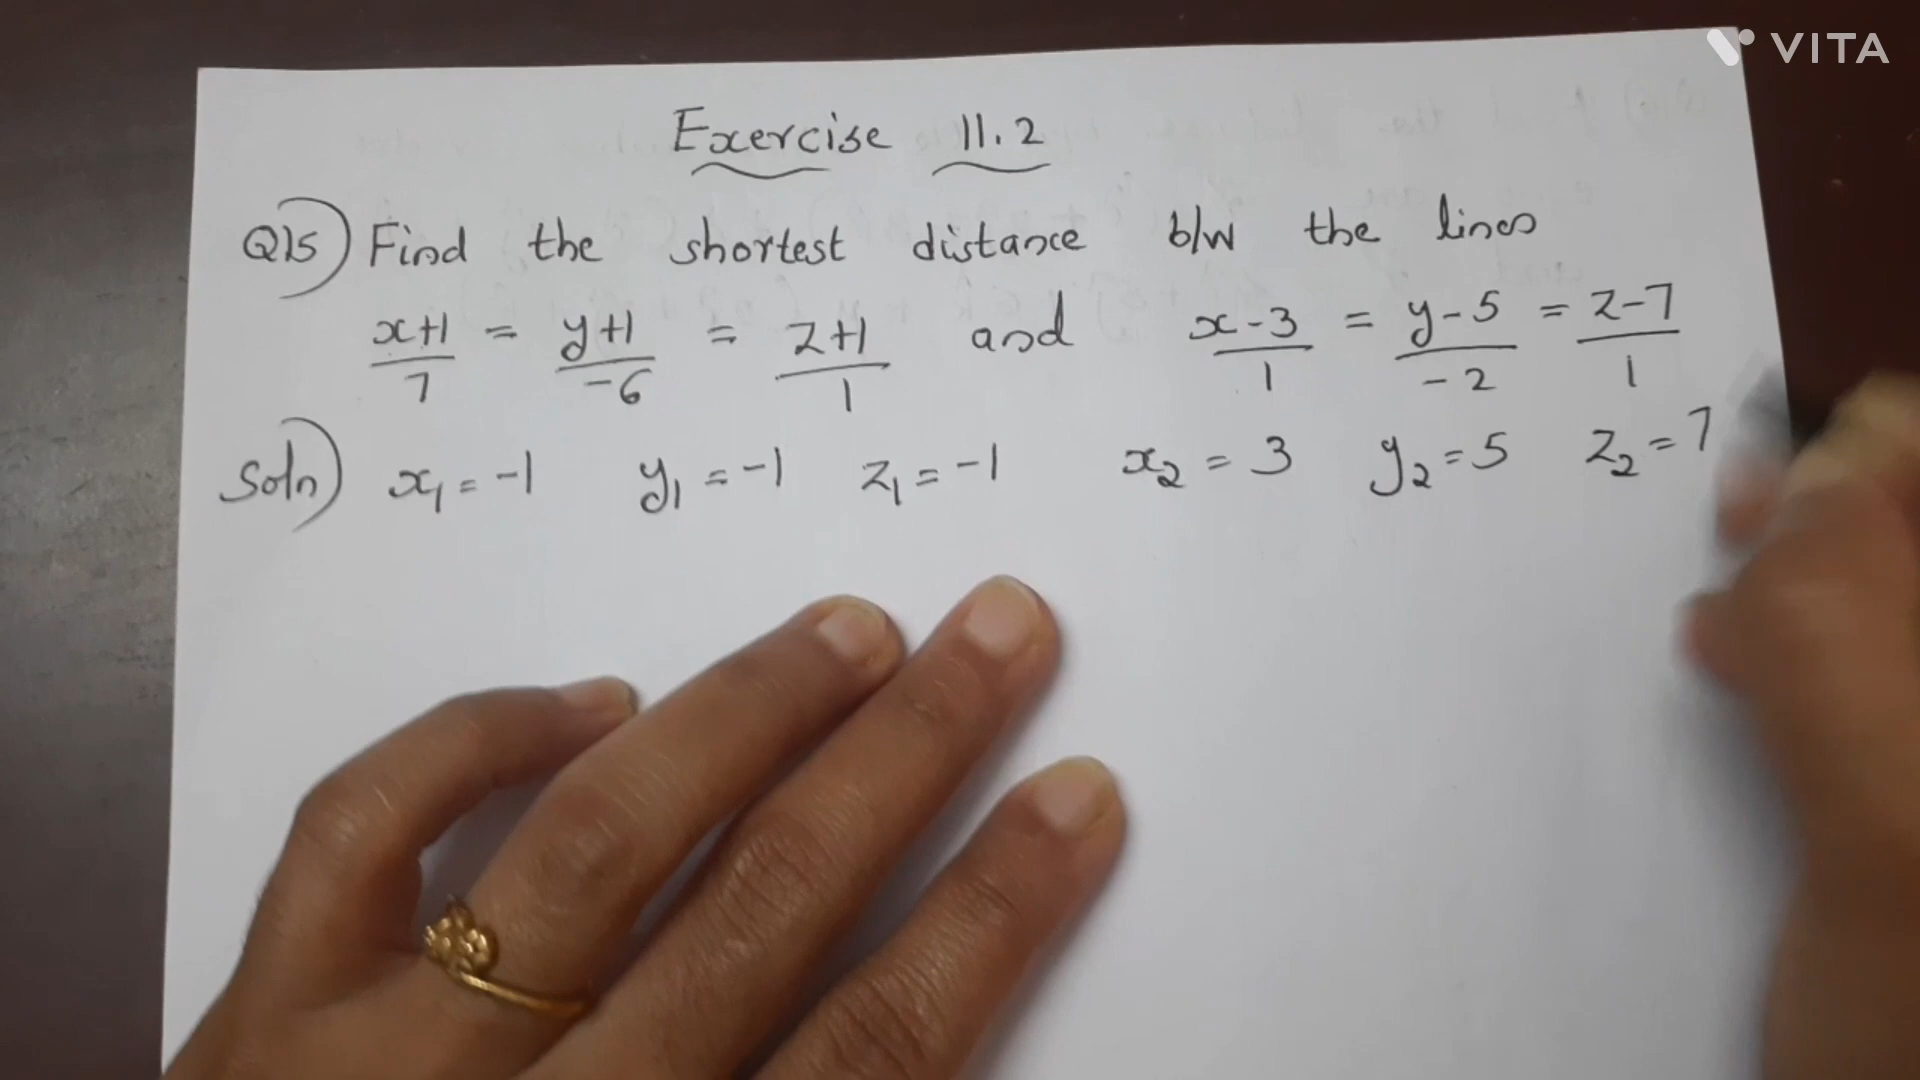 VITA
Exercise 11.2
Q15) Find the shortest distance b/w the lines
x+1/7 = y+1/-6 = z+1/1 and x-3/1 = y-5/-2 = z-7/1
Soln) x₁ = -1 y₁ = -1 z₁ = -1 x₂ = 3 y₂ = 5 z₂ = 7